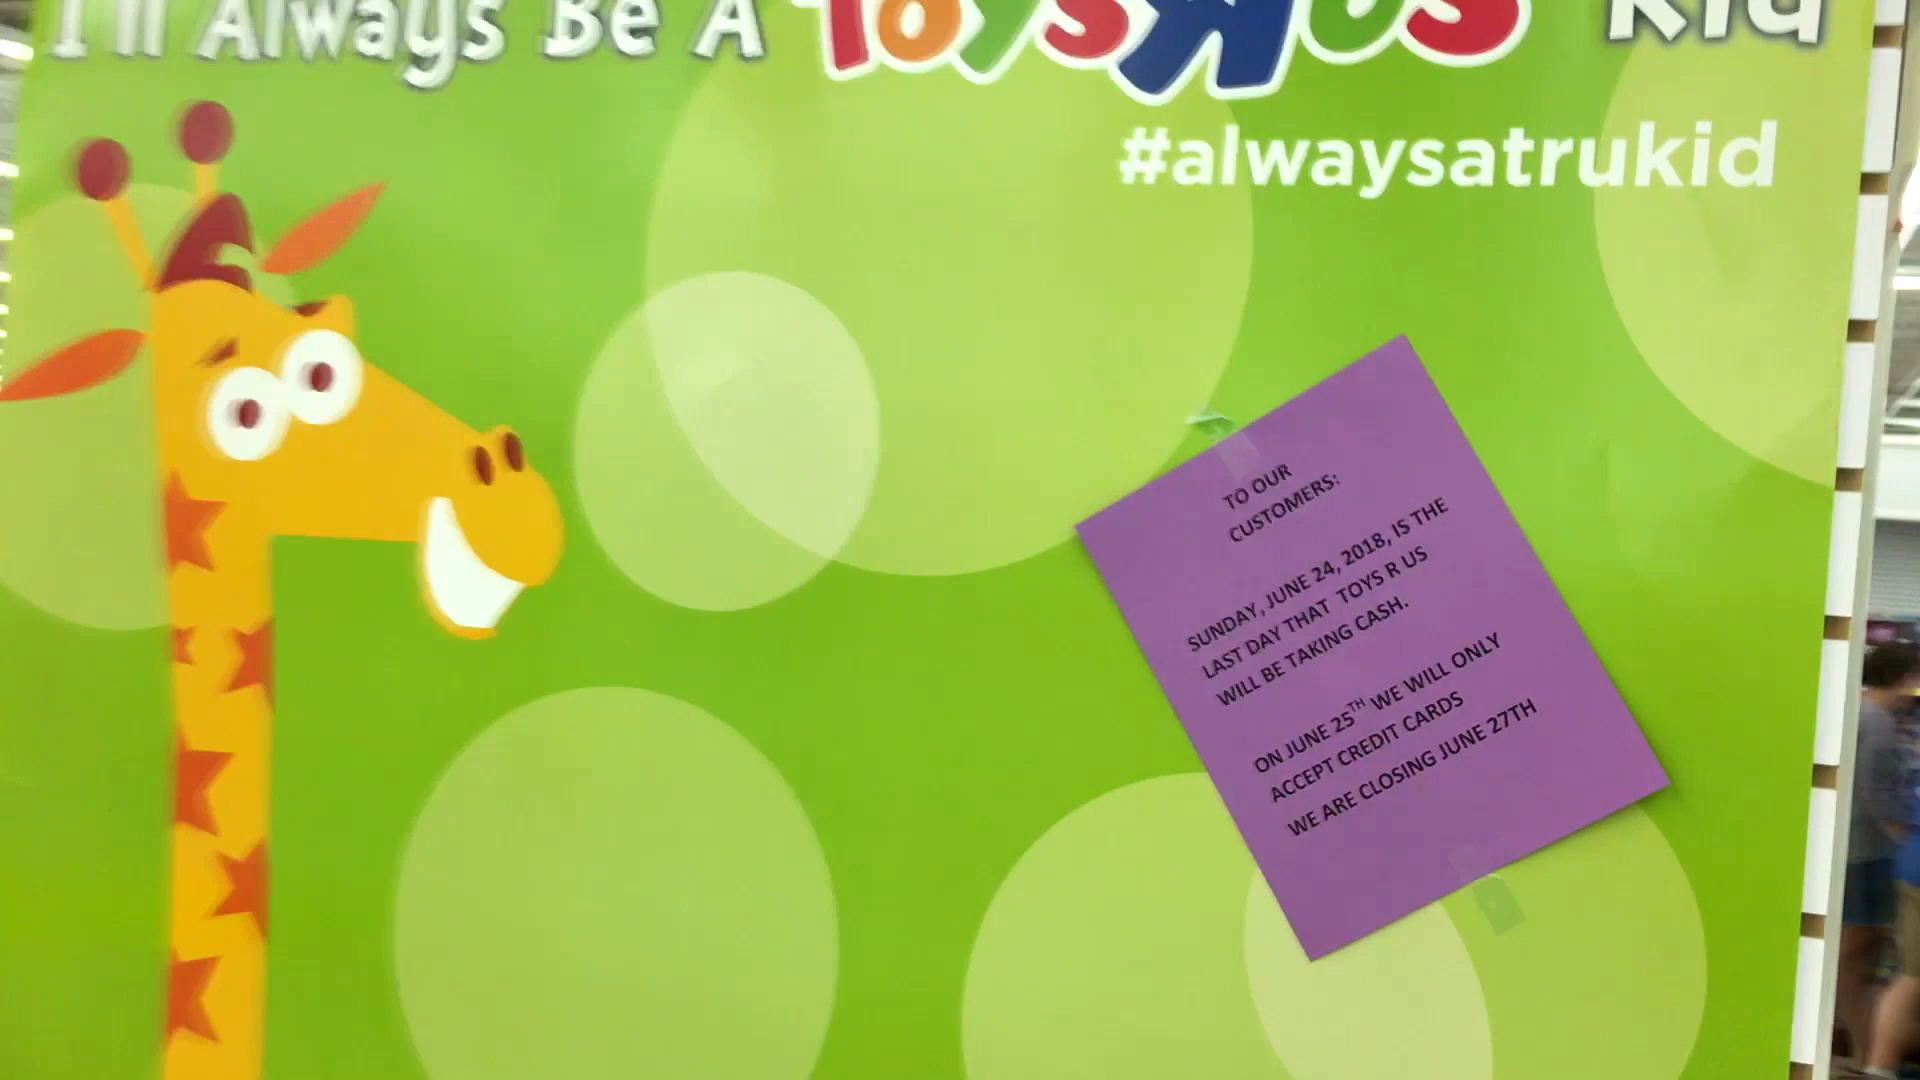 I'll Always Be A ToysRUs Kid
#alwaysatrukid
TO OUR
CUSTOMERS:
SUNDAY, JUNE 24, 2018, IS THE
LAST DAY THAT TOYS R US
WILL BE TAKING CASH.
ON JUNE 25TH WE WILL ONLY
ACCEPT CREDIT CARDS
WE ARE CLOSING JUNE 27TH